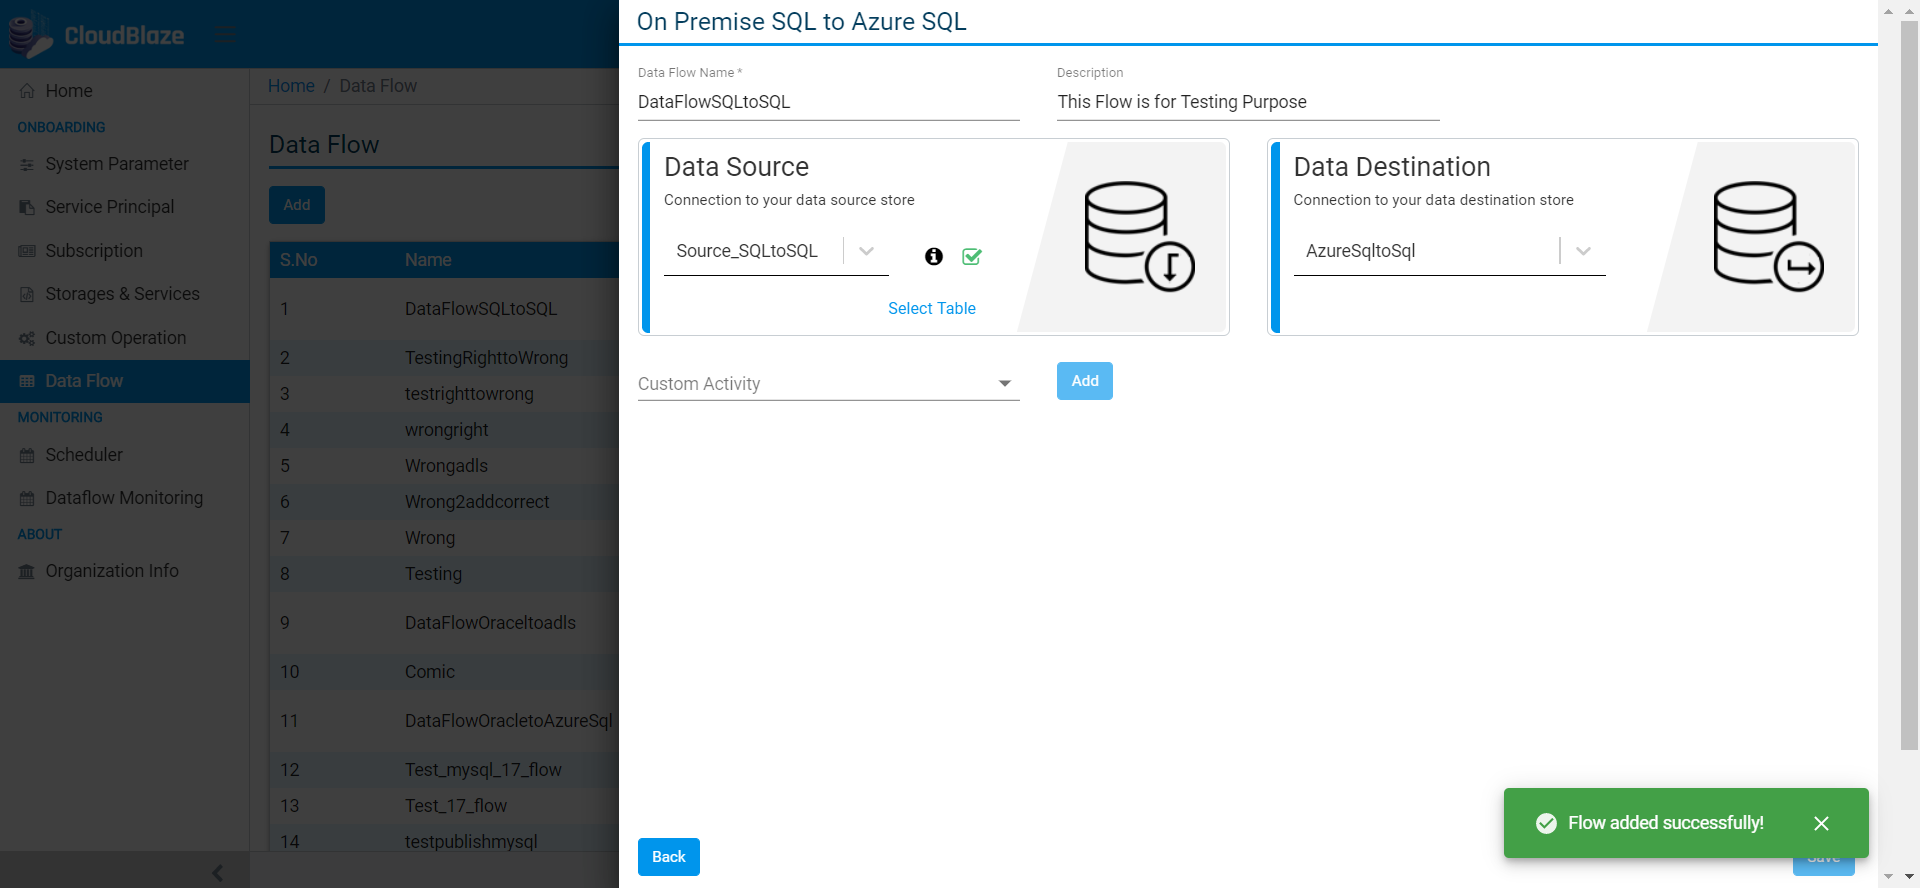 CloudBlaze
Home
ONBOARDING
System Parameter
Service Principal
Subscription
Storages & Services
Custom Operation
Data Flow
MONITORING
Scheduler
Dataflow Monitoring
ABOUT
Organization Info
Home / Data Flow
Data Flow
Add
S.No Name
1 DataFlowSQLtoSQL
2 TestingRighttoWrong
3 testrighttowrong
4 wrongright
5 Wrongadls
6 Wrong2addcorrect
7 Wrong
8 Testing
9 DataFlowOraceltoadls
10 Comic
11 DataFlowOracletoAzureSql
12 Test_mysql_17_flow
13 Test_17_flow
14 testpublishmysql
On Premise SQL to Azure SQL
Data Flow Name *
DataFlowSQLtoSQL
Description
This Flow is for Testing Purpose
Data Source
Connection to your data source store
Source_SQLtoSQL
Select Table
Data Destination
Connection to your data destination store
AzureSqltoSql
Custom Activity
Add
Flow added successfully!
Back
Save